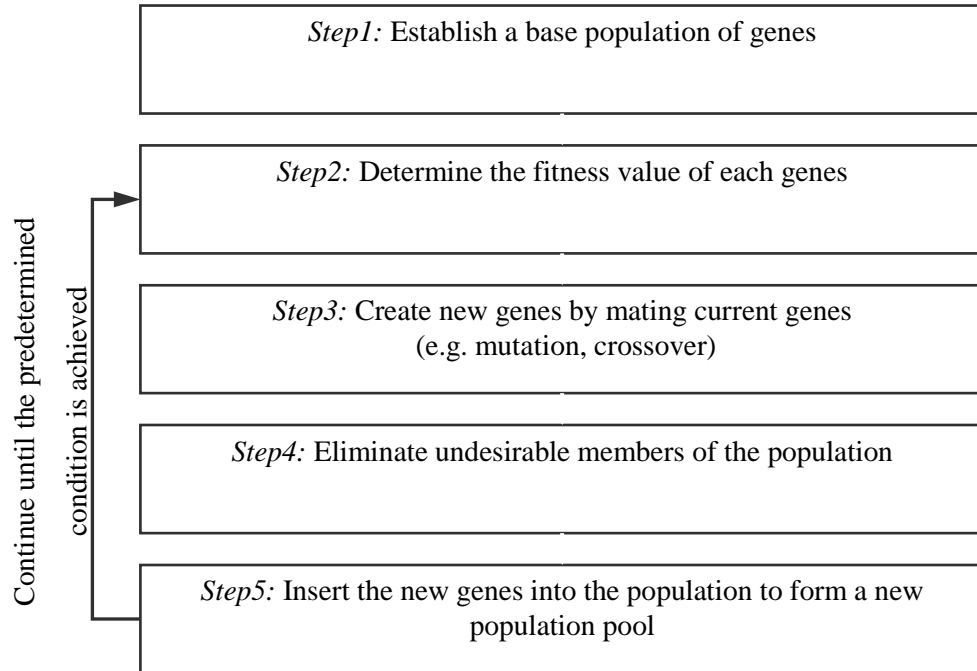 Step1: Establish a base population of genes
Step2: Determine the fitness value of each genes
Step3: Create new genes by mating current genes
(e.g. mutation, crossover)
Step4: Eliminate undesirable members of the population
Step5: Insert the new genes into the population to form a new
population pool
Continue until the predetermined
condition is achieved